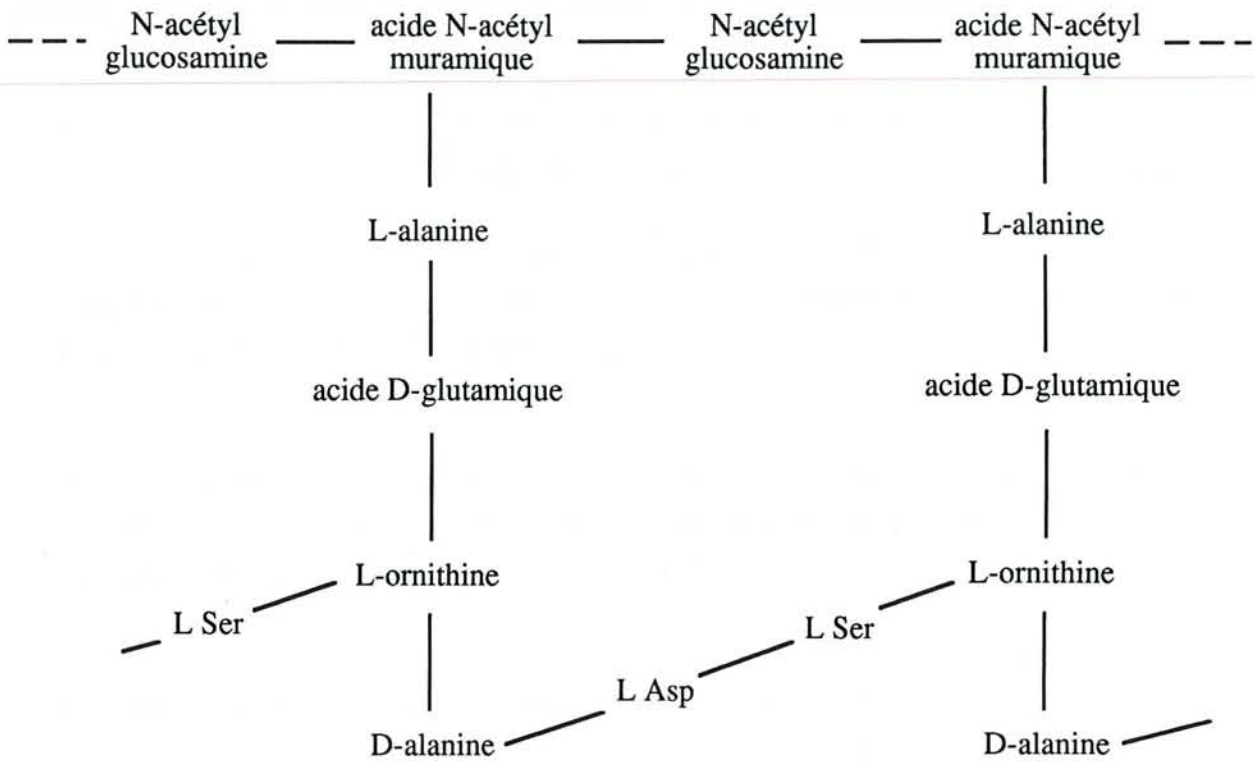 N-acétyl
glucosamine
acide N-acétyl
muramique
N-acétyl
glucosamine
acide N-acétyl
muramique
L-alanine
L-alanine
acide D-glutamique
acide D-glutamique
L-ornithine
L-ornithine
L Ser
L Ser
L Asp
D-alanine
D-alanine